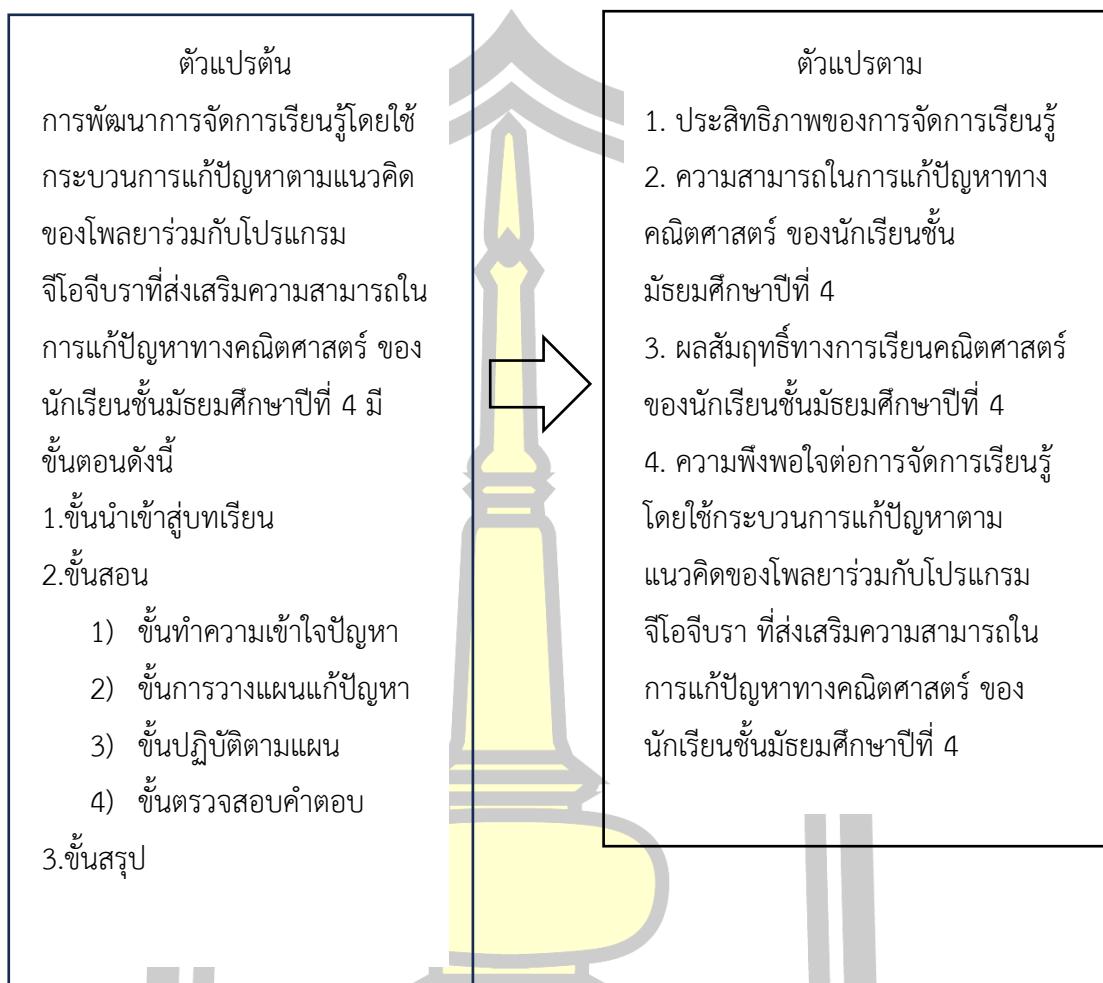 ตัวแปรต้น
การพัฒนาการจัดการเรียนรู้โดยใช้
กระบวนการแก้ปัญหาตามแนวคิด
ของโพลยาร่วมกับโปรแกรม
จีโอจีบราที่ส่งเสริมความสามารถใน
การแก้ปัญหาทางคณิตศาสตร์ ของ
นักเรียนชั้นมัธยมศึกษาปีที่ 4 มี
ขั้นตอนดังนี้
1.ขั้นนำเข้าสู่บทเรียน
2.ขั้นสอน
1) ขั้นทำความเข้าใจปัญหา
2) ขั้นการวางแผนแก้ปัญหา
3) ขั้นปฏิบัติตามแผน
4) ขั้นตรวจสอบคำตอบ
3.ขั้นสรุป
ตัวแปรตาม
1. ประสิทธิภาพของการจัดการเรียนรู้
2. ความสามารถในการแก้ปัญหาทาง
คณิตศาสตร์ ของนักเรียนชั้น
มัธยมศึกษาปีที่ 4
3. ผลสัมฤทธิ์ทางการเรียนคณิตศาสตร์
ของนักเรียนชั้นมัธยมศึกษาปีที่ 4
4. ความพึงพอใจต่อการจัดการเรียนรู้
โดยใช้กระบวนการแก้ปัญหาตาม
แนวคิดของโพลยาร่วมกับโปรแกรม
จีโอจีบรา ที่ส่งเสริมความสามารถใน
การแก้ปัญหาทางคณิตศาสตร์ ของ
นักเรียนชั้นมัธยมศึกษาปีที่ 4